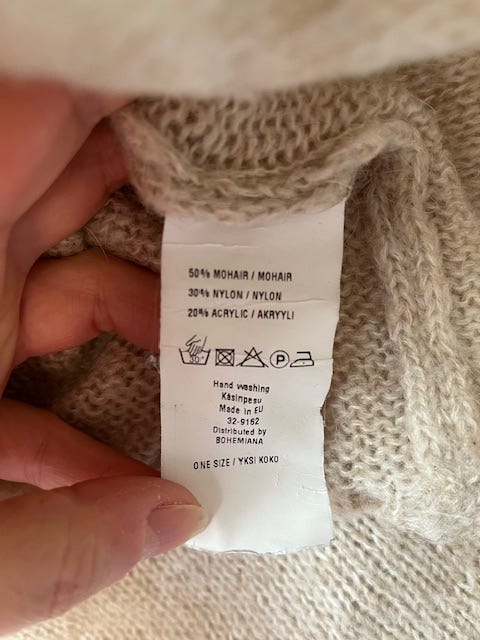 50% MOHAIR / MOHAIR
30% NYLON / NYLON
20% ACRYLIC / AKRYYLI
30° P
Hand washing
Käsinpesu
Made in EU
32-9162
Distributed by
BOHEMIANA
ONE SIZE / YKSI KOKO